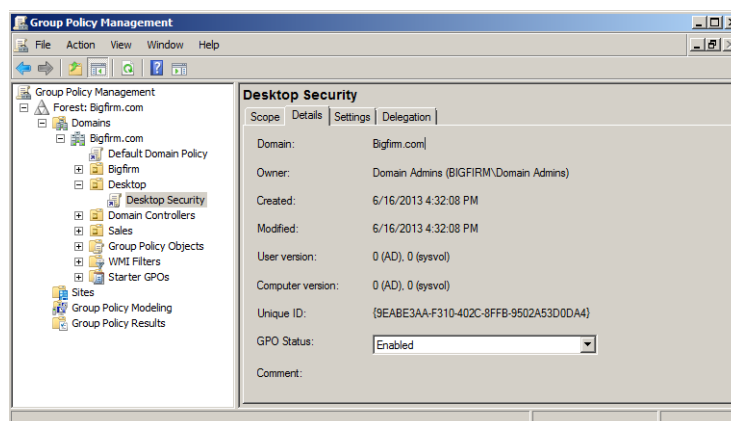 Group Policy Management
File Action View Window Help
Group Policy Management
Forest: Bigfirm.com
Domains
Bigfirm.com
Default Domain Policy
Bigfirm
Desktop
Desktop Security
Domain Controllers
Sales
Group Policy Objects
WMI Filters
Starter GPOs
Sites
Group Policy Modeling
Group Policy Results
Desktop Security
Scope Details Settings Delegation
Domain: Bigfirm.com
Owner: Domain Admins (BIGFIRM\Domain Admins)
Created: 6/16/2013 4:32:08 PM
Modified: 6/16/2013 4:32:08 PM
User version: 0 (AD), 0 (sysvol)
Computer version: 0 (AD), 0 (sysvol)
Unique ID: {9EABE3AA-F310-402C-8FFB-9502A53D0DA4}
GPO Status: Enabled
Comment: